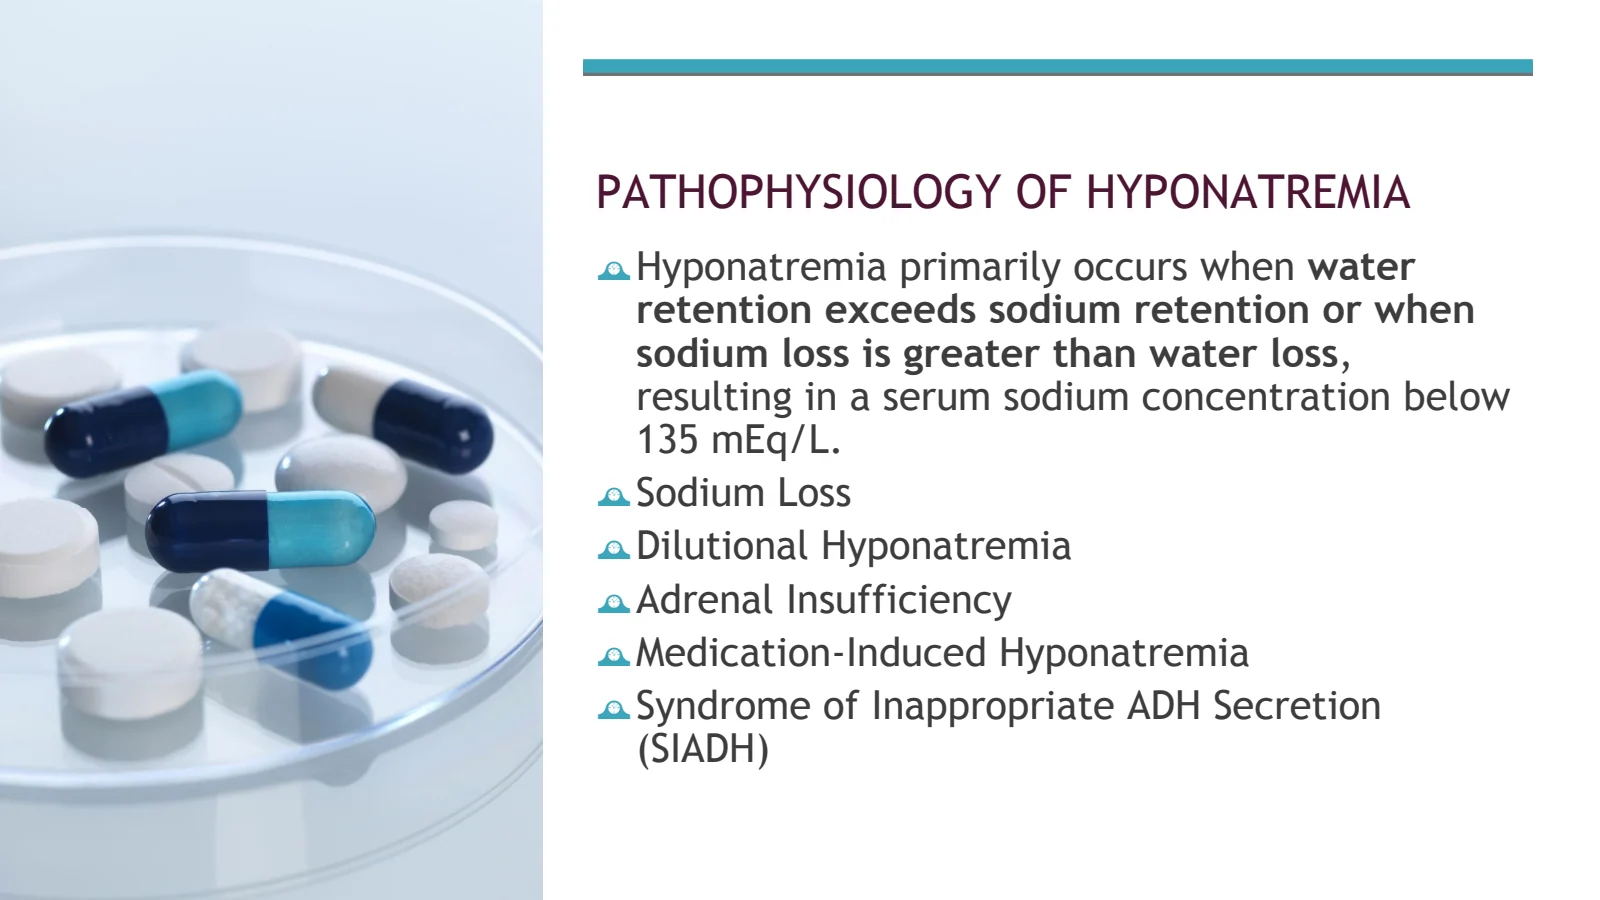 PATHOPHYSIOLOGY OF HYPONATREMIA
Hyponatremia primarily occurs when water
retention exceeds sodium retention or when
sodium loss is greater than water loss,
resulting in a serum sodium concentration below
135 mEq/L.
Sodium Loss
Dilutional Hyponatremia
Adrenal Insufficiency
Medication-Induced Hyponatremia
Syndrome of Inappropriate ADH Secretion
(SIADH)